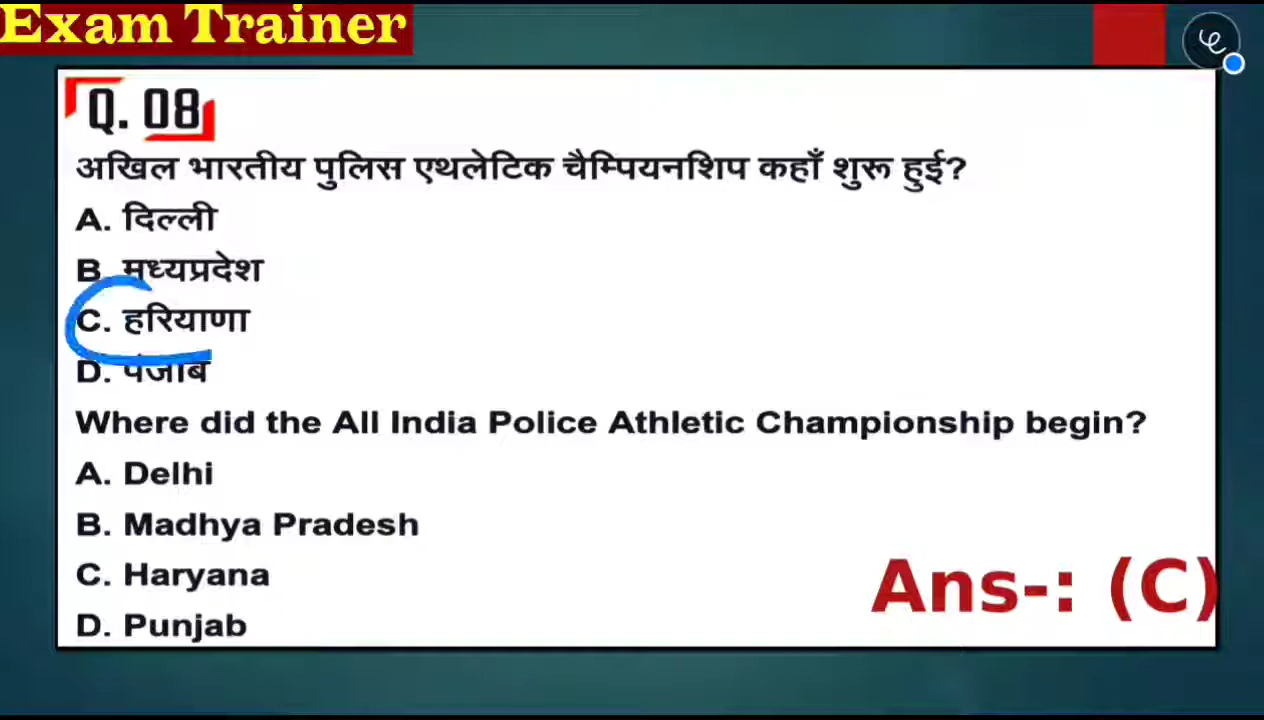 Exam Trainer
Q. 08
अखिल भारतीय पुलिस एथलेटिक चैम्पियनशिप कहाँ शुरू हुई?
A. दिल्ली
B. मध्यप्रदेश
C. हरियाणा
D. पंजाब
Where did the All India Police Athletic Championship begin?
A. Delhi
B. Madhya Pradesh
C. Haryana
D. Punjab
Ans-: (C)